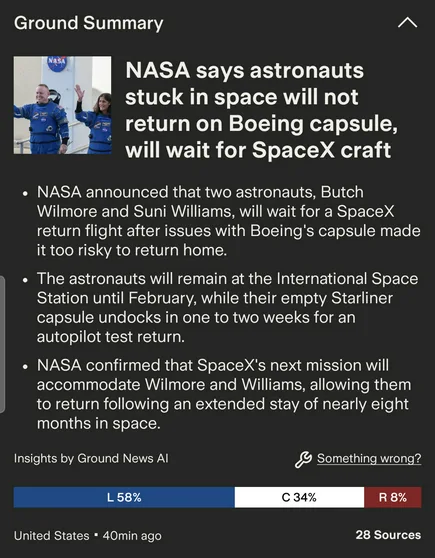 Ground Summary
NASA
NASA says astronauts
stuck in space will not
return on Boeing capsule,
will wait for SpaceX craft
• NASA announced that two astronauts, Butch
Wilmore and Suni Williams, will wait for a SpaceX
return flight after issues with Boeing's capsule made
it too risky to return home.
• The astronauts will remain at the International Space
Station until February, while their empty Starliner
capsule undocks in one to two weeks for an
autopilot test return.
• NASA confirmed that SpaceX's next mission will
accommodate Wilmore and Williams, allowing them
to return following an extended stay of nearly eight
months in space.
Insights by Ground News AI
Something wrong?
L 58%
C 34%
R 8%
United States • 40min ago
28 Sources